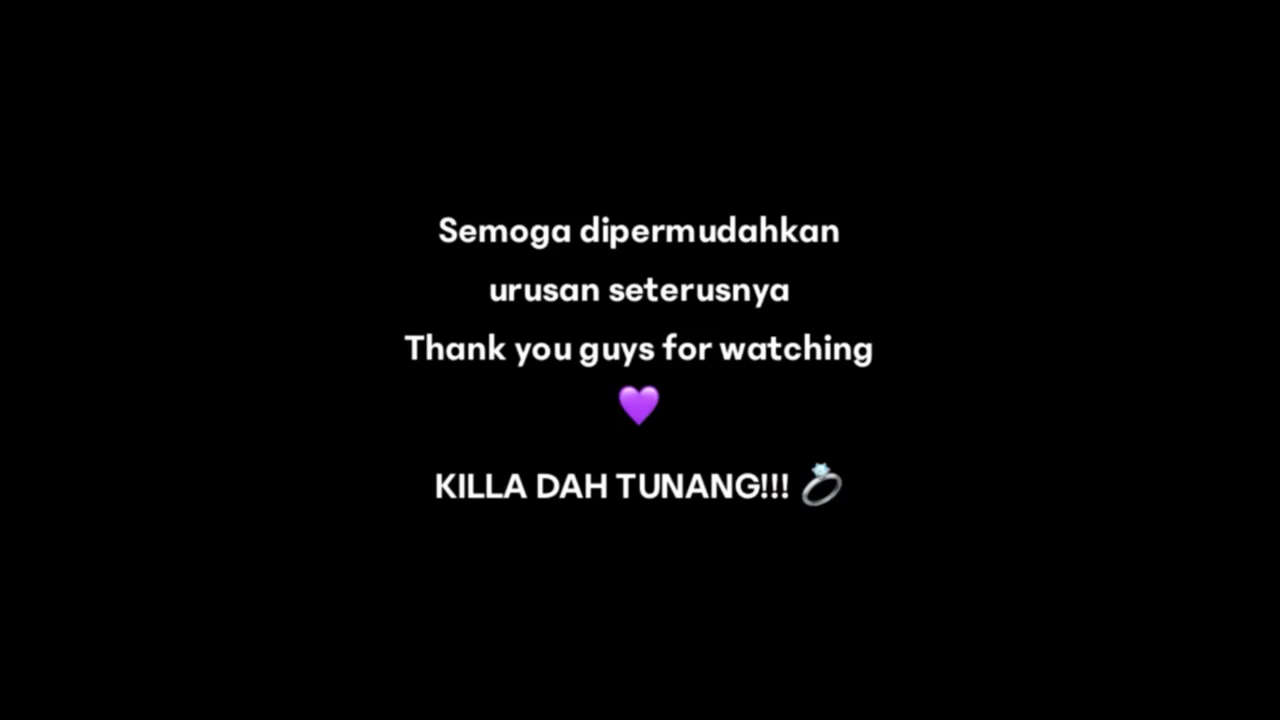 Semoga dipermudahkan
urusan seterusnya
Thank you guys for watching
💜
KILLA DAH TUNANG!!! 💍